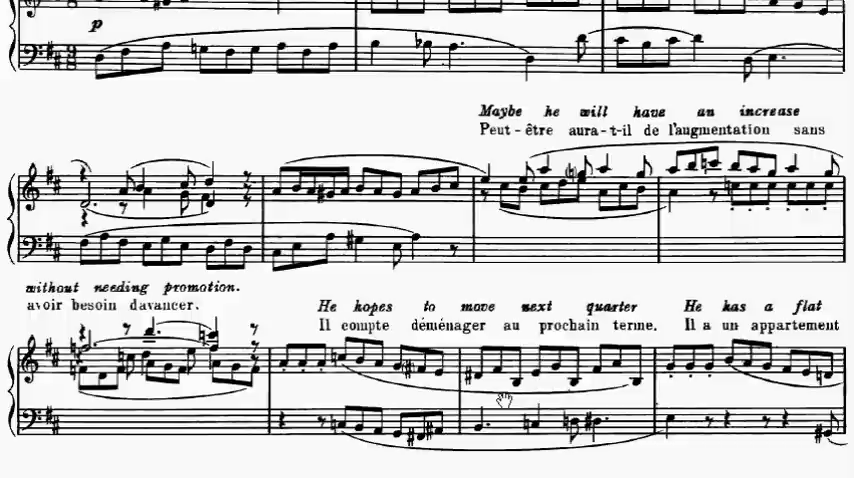 p
Maybe he will have an increase
Peut-être aura-t-il de l'augmentation sans
without needing promotion.
avoir besoin davancer.
He hopes to move next quarter
Il compte déménager au prochain terme.
He has a flat
Il a un appartement